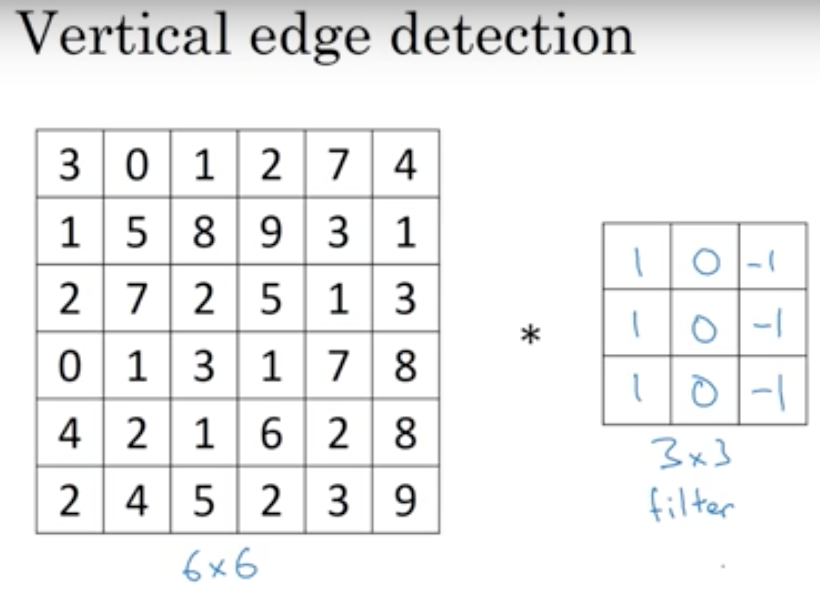 Vertical edge detection
3 0 1 2 7 4
1 5 8 9 3 1
2 7 2 5 1 3
0 1 3 1 7 8
4 2 1 6 2 8
2 4 5 2 3 9
6x6
*
1 0 -1
1 0 -1
1 0 -1
3x3
filter